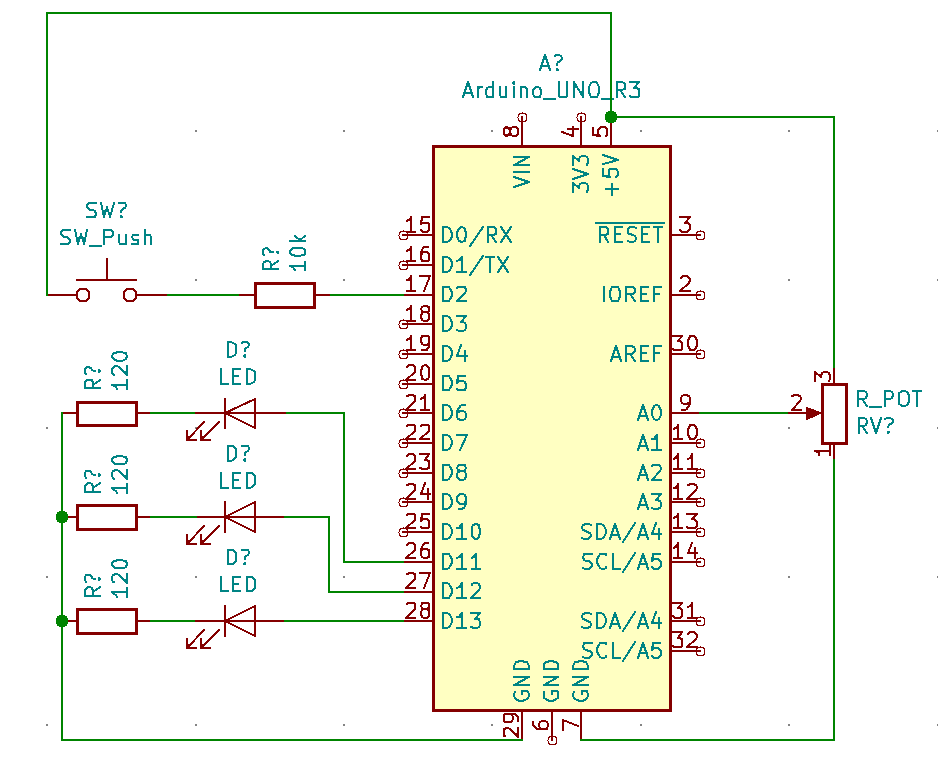 A?
Arduino_UNO_R3
8
4
5
VIN
3V3
+5V
SW?
SW_Push
R?
10k
15
D0/RX
16
D1/TX
17
D2
18
D3
19
D4
20
D5
21
D6
22
D7
23
D8
24
D9
25
D10
26
D11
27
D12
28
D13
RESET
3
IOREF
2
AREF
30
A0
9
A1
10
A2
11
A3
12
SDA/A4
13
SCL/A5
14
SDA/A4
31
SCL/A5
32
GND
GND
GND
29
6
7
R?
120
D?
LED
R?
120
D?
LED
R?
120
D?
LED
3
2
1
R_POT
RV?